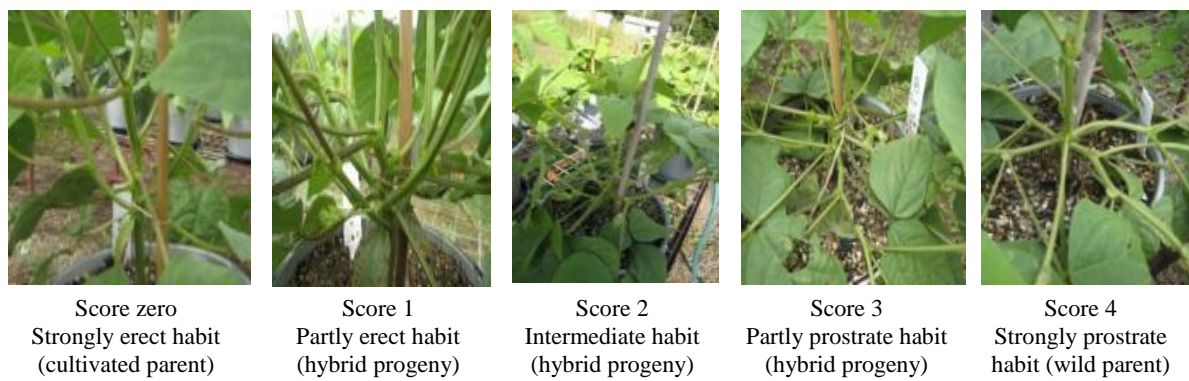 Score zero
Strongly erect habit
(cultivated parent)
Score 1
Partly erect habit
(hybrid progeny)
Score 2
Intermediate habit
(hybrid progeny)
Score 3
Partly prostrate habit
(hybrid progeny)
Score 4
Strongly prostrate
habit (wild parent)